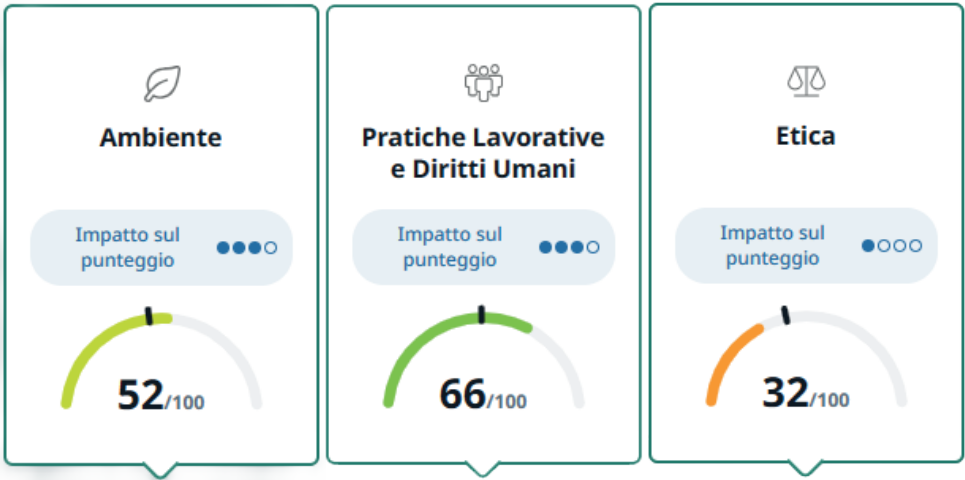 Ambiente
Impatto sul
punteggio
52/100
Pratiche Lavorative
e Diritti Umani
Impatto sul
punteggio
66/100
Etica
Impatto sul
punteggio
32/100